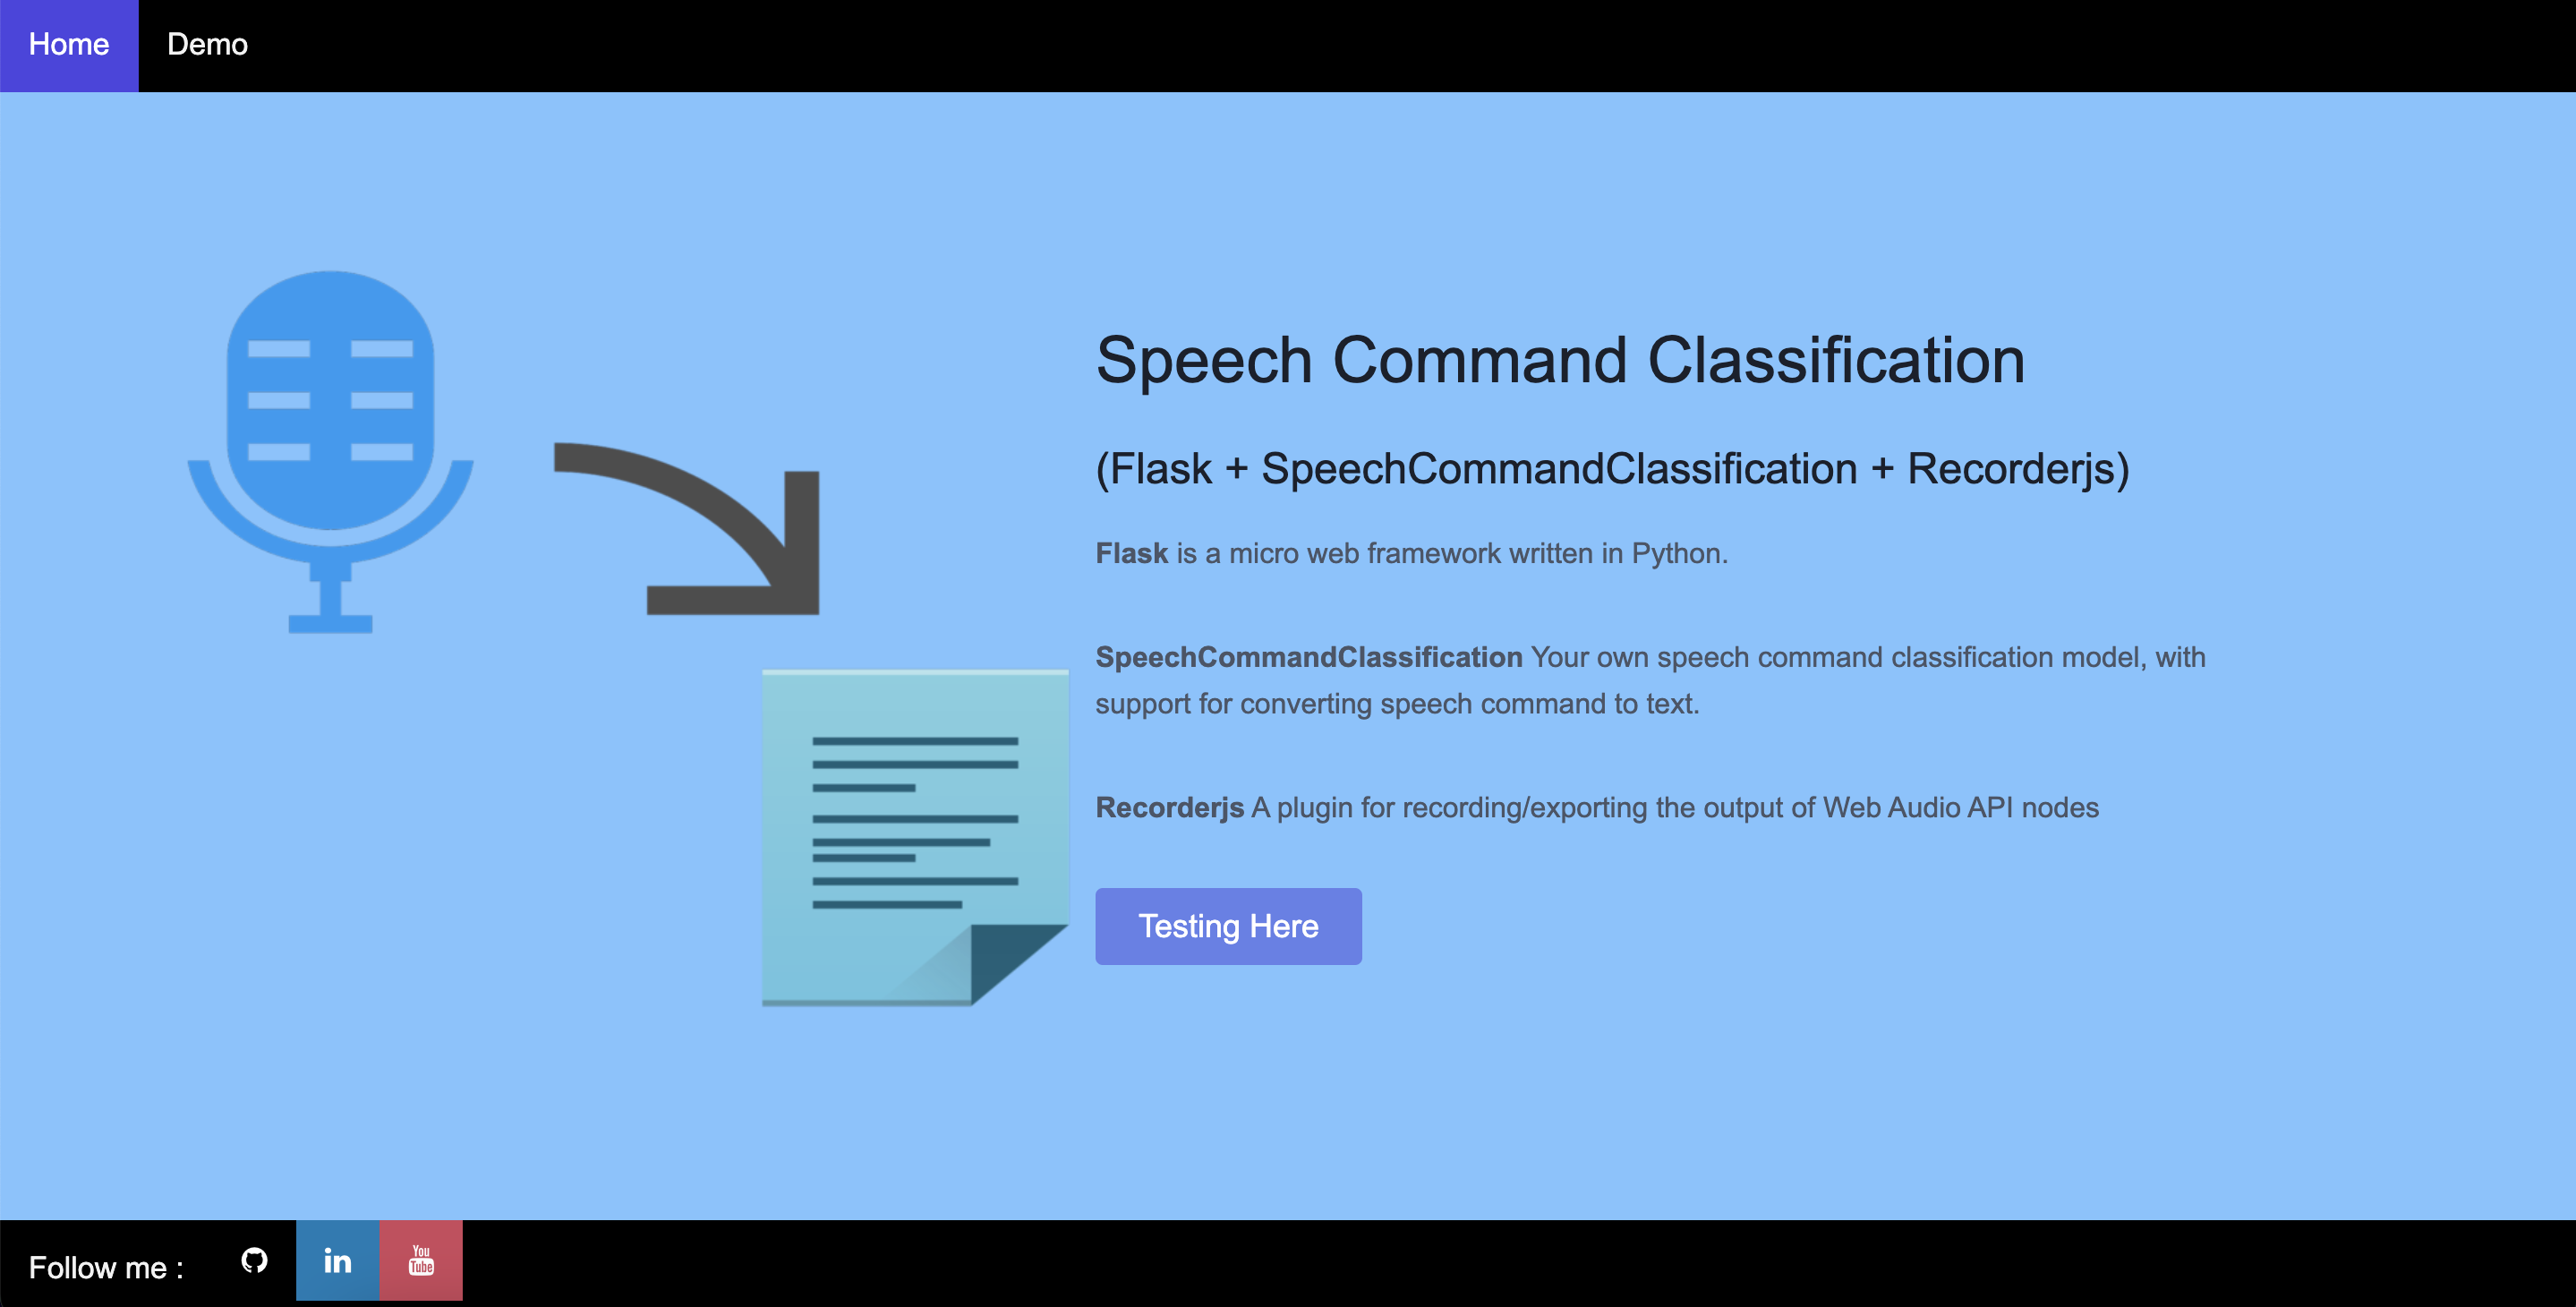 Home Demo
Speech Command Classification
(Flask + SpeechCommandClassification + Recorderjs)
Flask is a micro web framework written in Python.
SpeechCommandClassification Your own speech command classification model, with
support for converting speech command to text.
Recorderjs A plugin for recording/exporting the output of Web Audio API nodes
Testing Here
Follow me : in You Tube